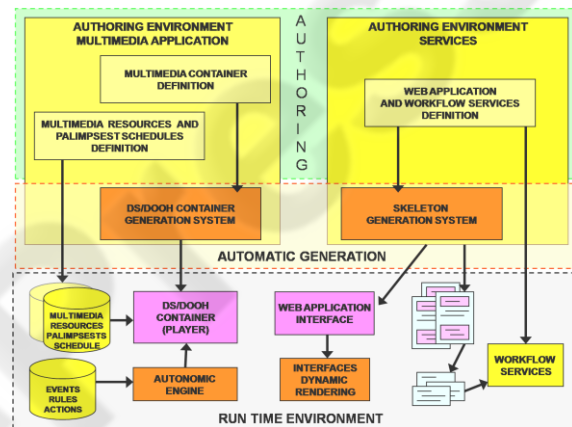 AUTHORING ENVIRONMENT
MULTIMEDIA APPLICATION
MULTIMEDIA CONTAINER
DEFINITION
MULTIMEDIA RESOURCES AND
PALIMPSEST SCHEDULES
DEFINITION
AUTHORING
AUTHORING ENVIRONMENT
SERVICES
WEB APPLICATION
AND WORKFLOW SERVICES
DEFINITION
DS/DOOH CONTAINER
GENERATION SYSTEM
SKELETON
GENERATION SYSTEM
AUTOMATIC GENERATION
MULTIMEDIA
RESOURCES
PALIMPSESTS
SCHEDULE
DS/DOOH
CONTAINER
(PLAYER)
WEB APPLICATION
INTERFACE
EVENTS
RULES
ACTIONS
AUTONOMIC
ENGINE
INTERFACES
DYNAMIC
RENDERING
WORKFLOW
SERVICES
RUN TIME ENVIRONMENT